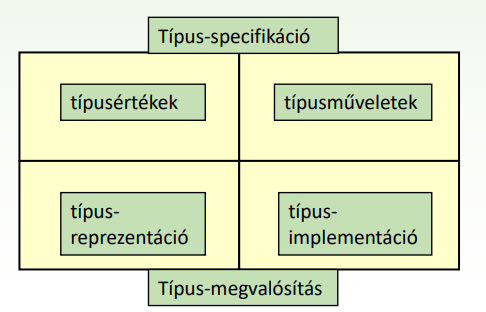 Típus-specifikáció
típusértékek
típusműveletek
típus-
reprezentáció
típus-
implementáció
Típus-megvalósítás